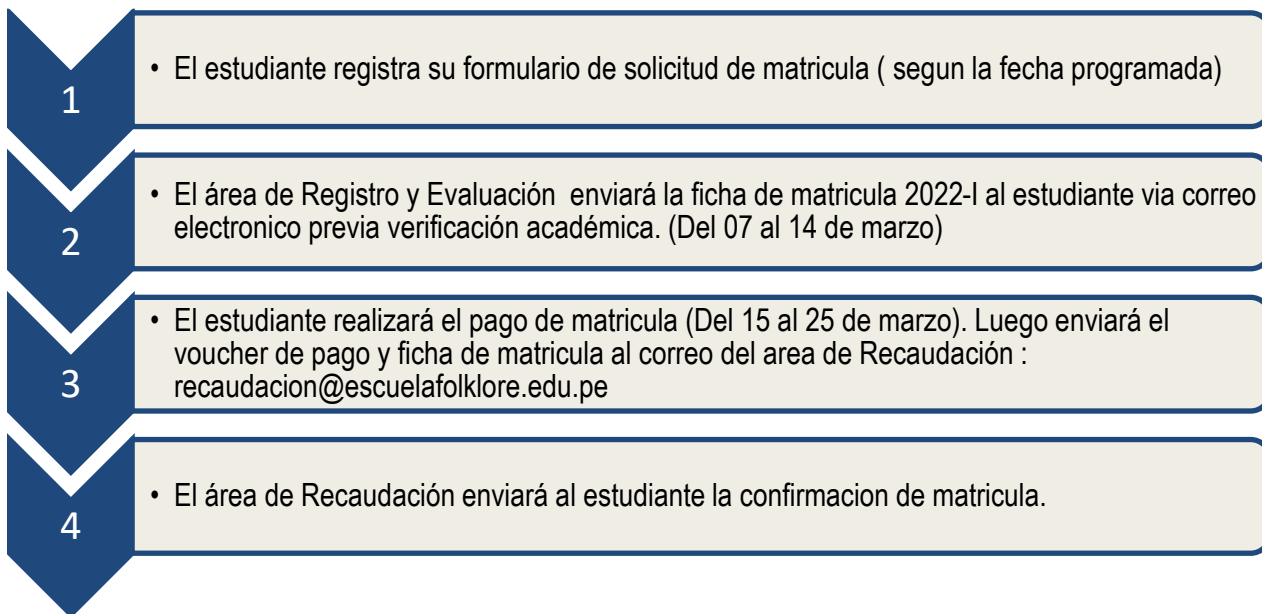 1
• El estudiante registra su formulario de solicitud de matricula ( segun la fecha programada)
2
• El área de Registro y Evaluación  enviará la ficha de matricula 2022-I al estudiante via correo
electronico previa verificación académica. (Del 07 al 14 de marzo)
3
• El estudiante realizará el pago de matricula (Del 15 al 25 de marzo). Luego enviará el
voucher de pago y ficha de matricula al correo del area de Recaudación :
recaudacion@escuelafolklore.edu.pe
4
• El área de Recaudación enviará al estudiante la confirmacion de matricula.